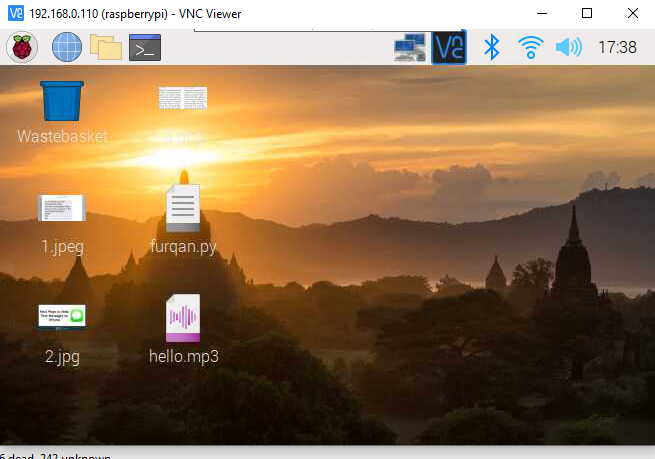 192.168.0.110 (raspberrypi) - VNC Viewer
17:38
Wastebasket
1.jpeg
furqan.py
2.jpg
hello.mp3
6 dead, 242 unknown